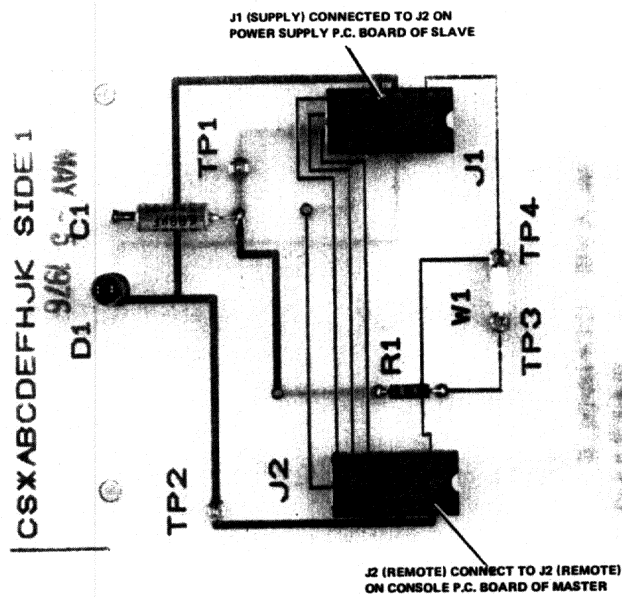 J1 (SUPPLY) CONNECTED TO J2 ON
POWER SUPPLY P.C. BOARD OF SLAVE
CSXABCDEFHJK SIDE 1
MAY - 3 1976
C1
D1
TP1
J1
TP4
W1
TP3
R1
J2
TP2
J2 (REMOTE) CONNECT TO J2 (REMOTE)
ON CONSOLE P.C. BOARD OF MASTER